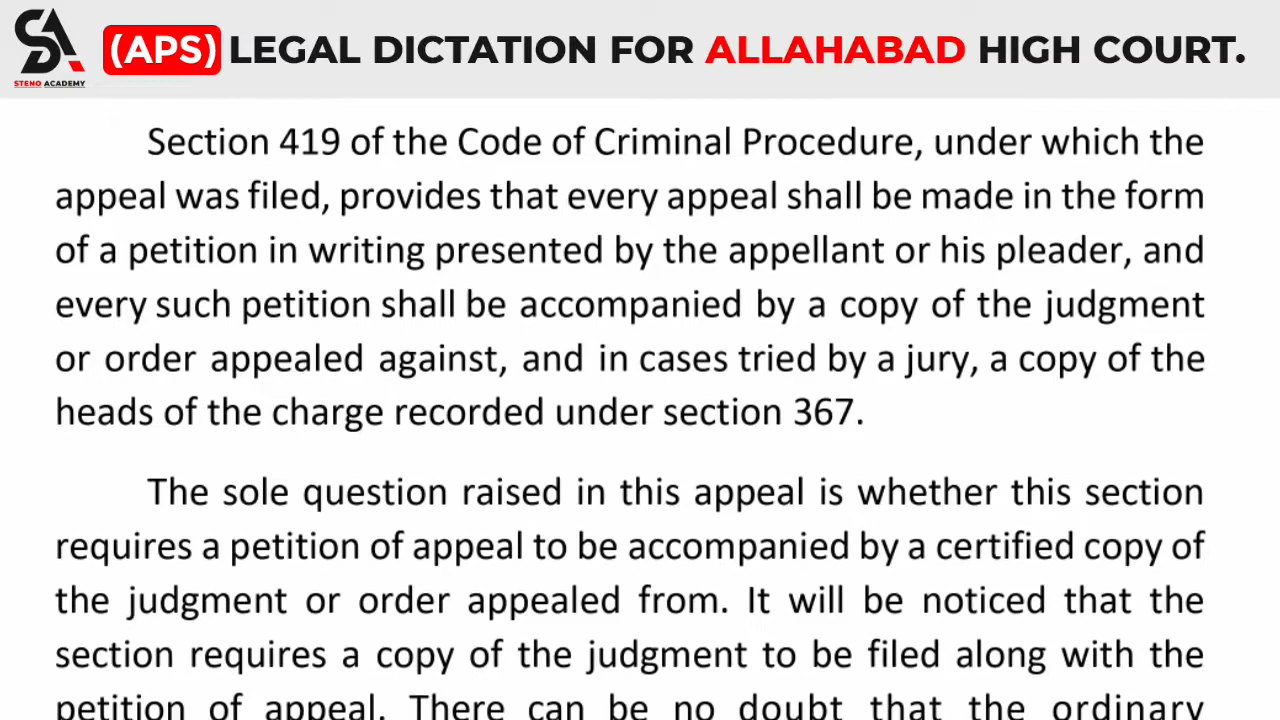 SA
STENO ACADEMY
(APS) LEGAL DICTATION FOR ALLAHABAD HIGH COURT.
Section 419 of the Code of Criminal Procedure, under which the
appeal was filed, provides that every appeal shall be made in the form
of a petition in writing presented by the appellant or his pleader, and
every such petition shall be accompanied by a copy of the judgment
or order appealed against, and in cases tried by a jury, a copy of the
heads of the charge recorded under section 367.
The sole question raised in this appeal is whether this section
requires a petition of appeal to be accompanied by a certified copy of
the judgment or order appealed from. It will be noticed that the
section requires a copy of the judgment to be filed along with the
petition of appeal. There can be no doubt that the ordinary